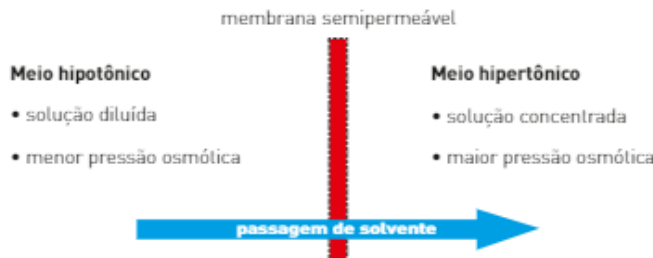 membrana semipermeável
Meio hipotônico
• solução diluída
• menor pressão osmótica
Meio hipertônico
• solução concentrada
• maior pressão osmótica
passagem de solvente